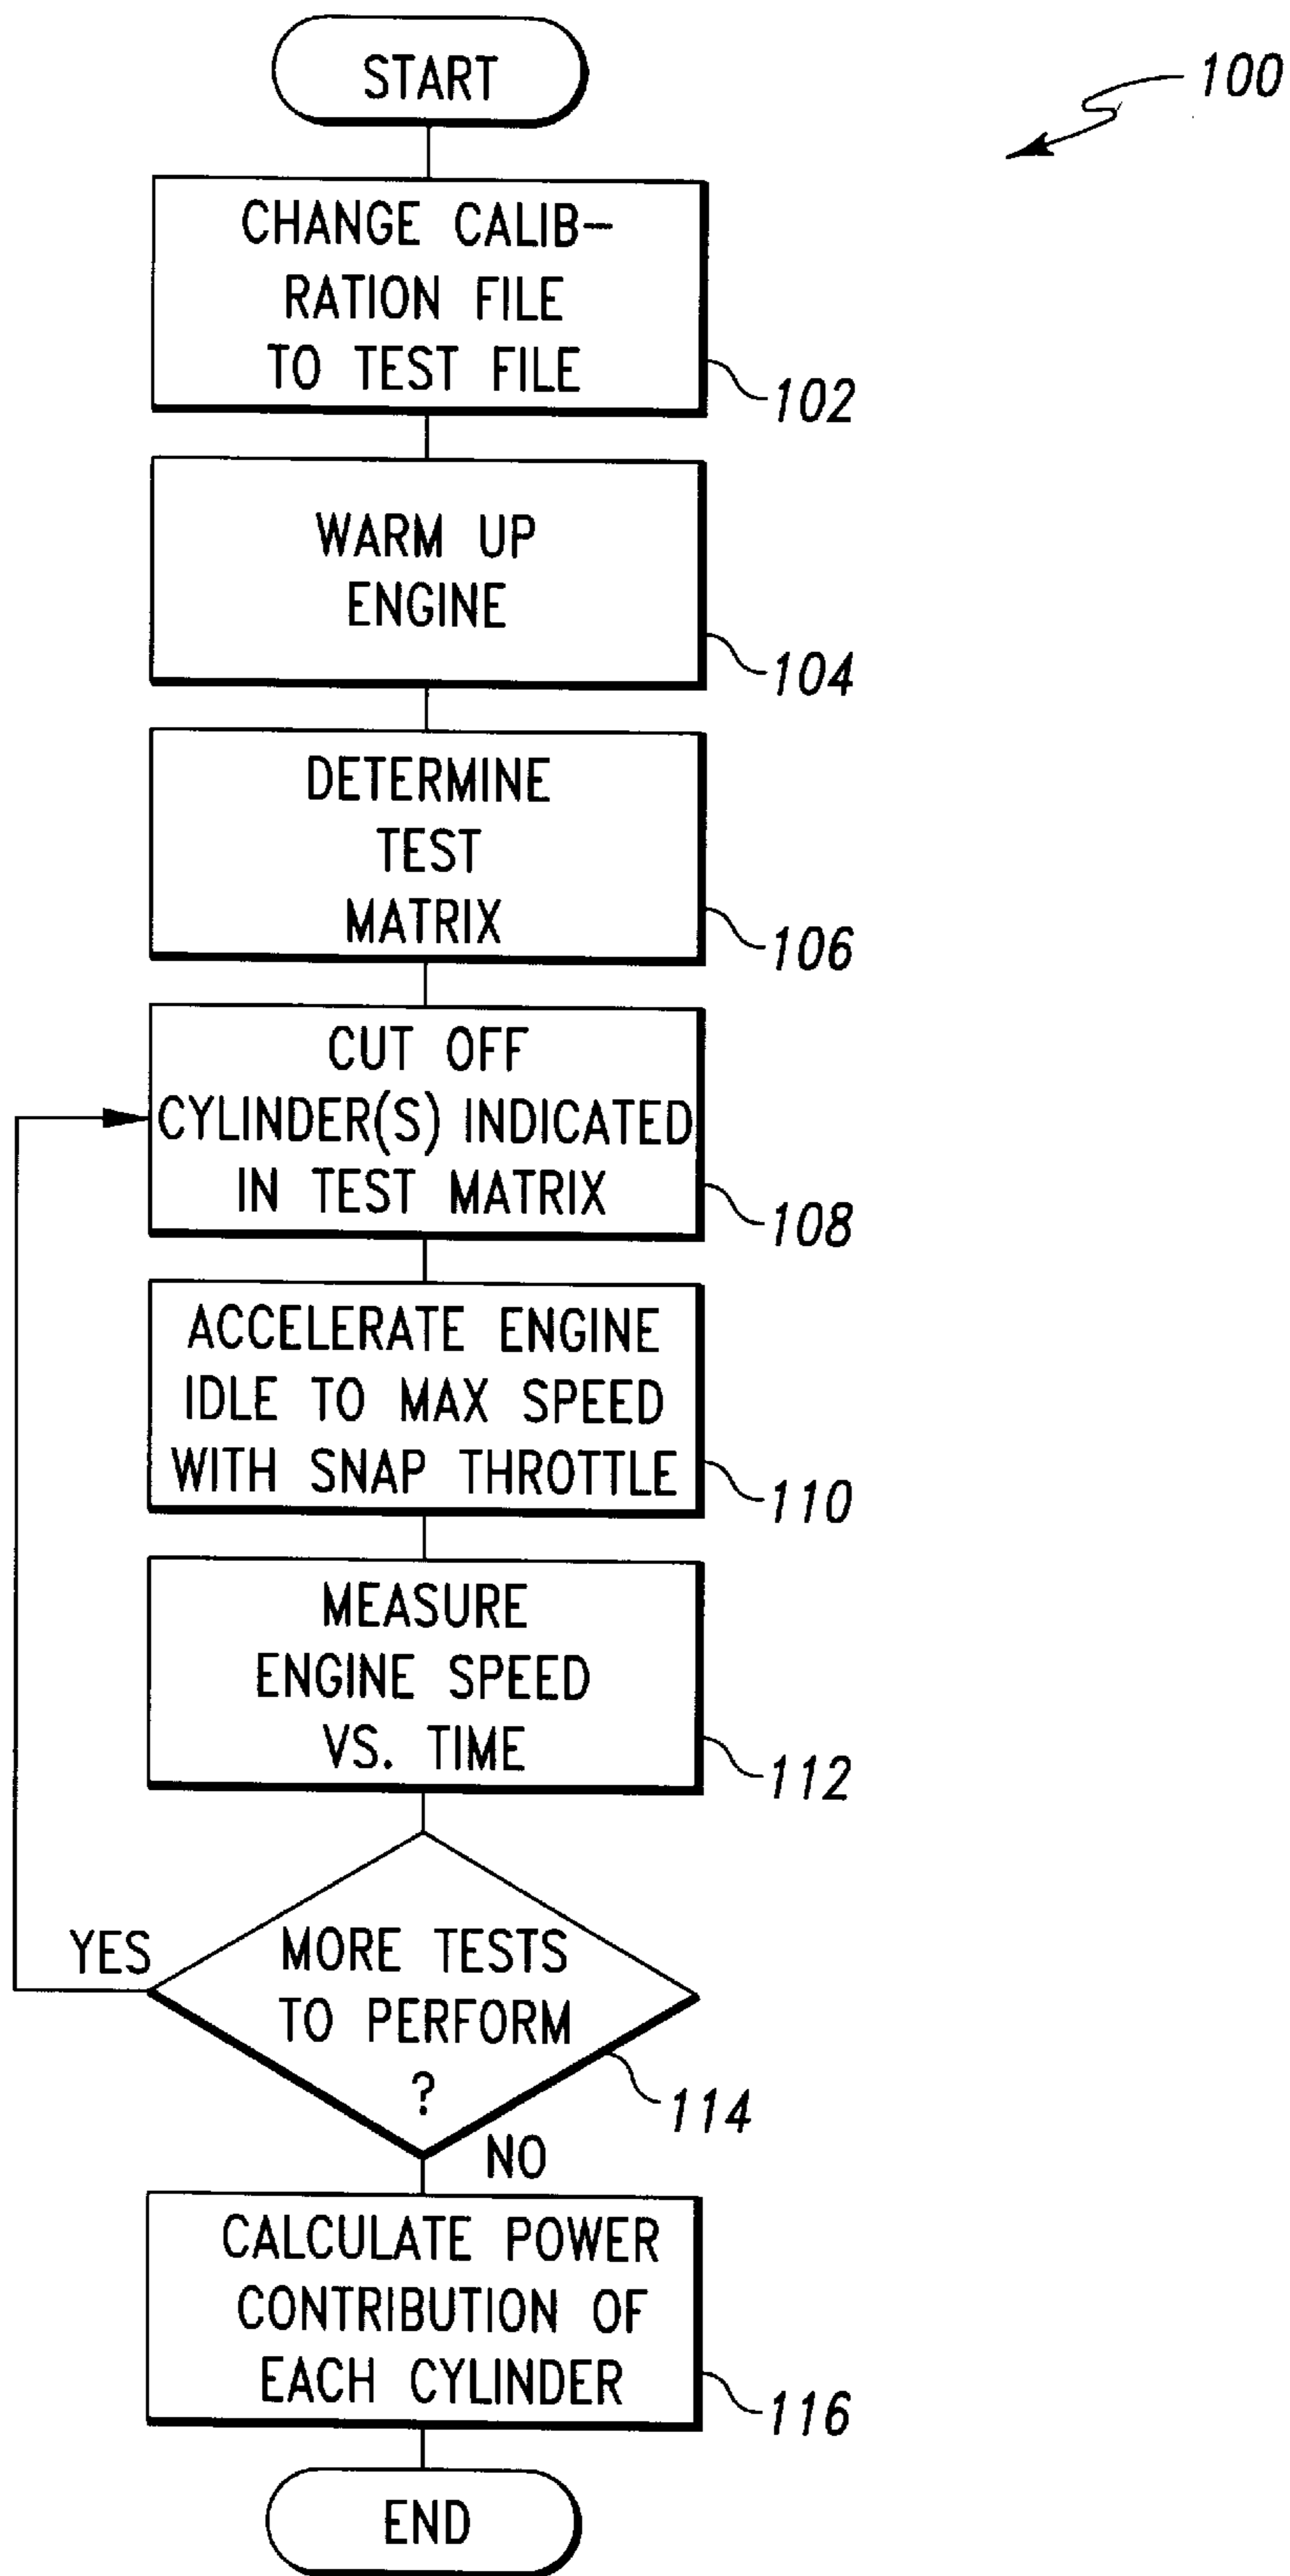 START
100
CHANGE CALIB-
RATION FILE
TO TEST FILE
102
WARM UP
ENGINE
104
DETERMINE
TEST
MATRIX
106
CUT OFF
CYLINDER(S) INDICATED
IN TEST MATRIX
108
ACCELERATE ENGINE
IDLE TO MAX SPEED
WITH SNAP THROTTLE
110
MEASURE
ENGINE SPEED
VS. TIME
112
YES
MORE TESTS
TO PERFORM
?
114
NO
CALCULATE POWER
CONTRIBUTION OF
EACH CYLINDER
116
END